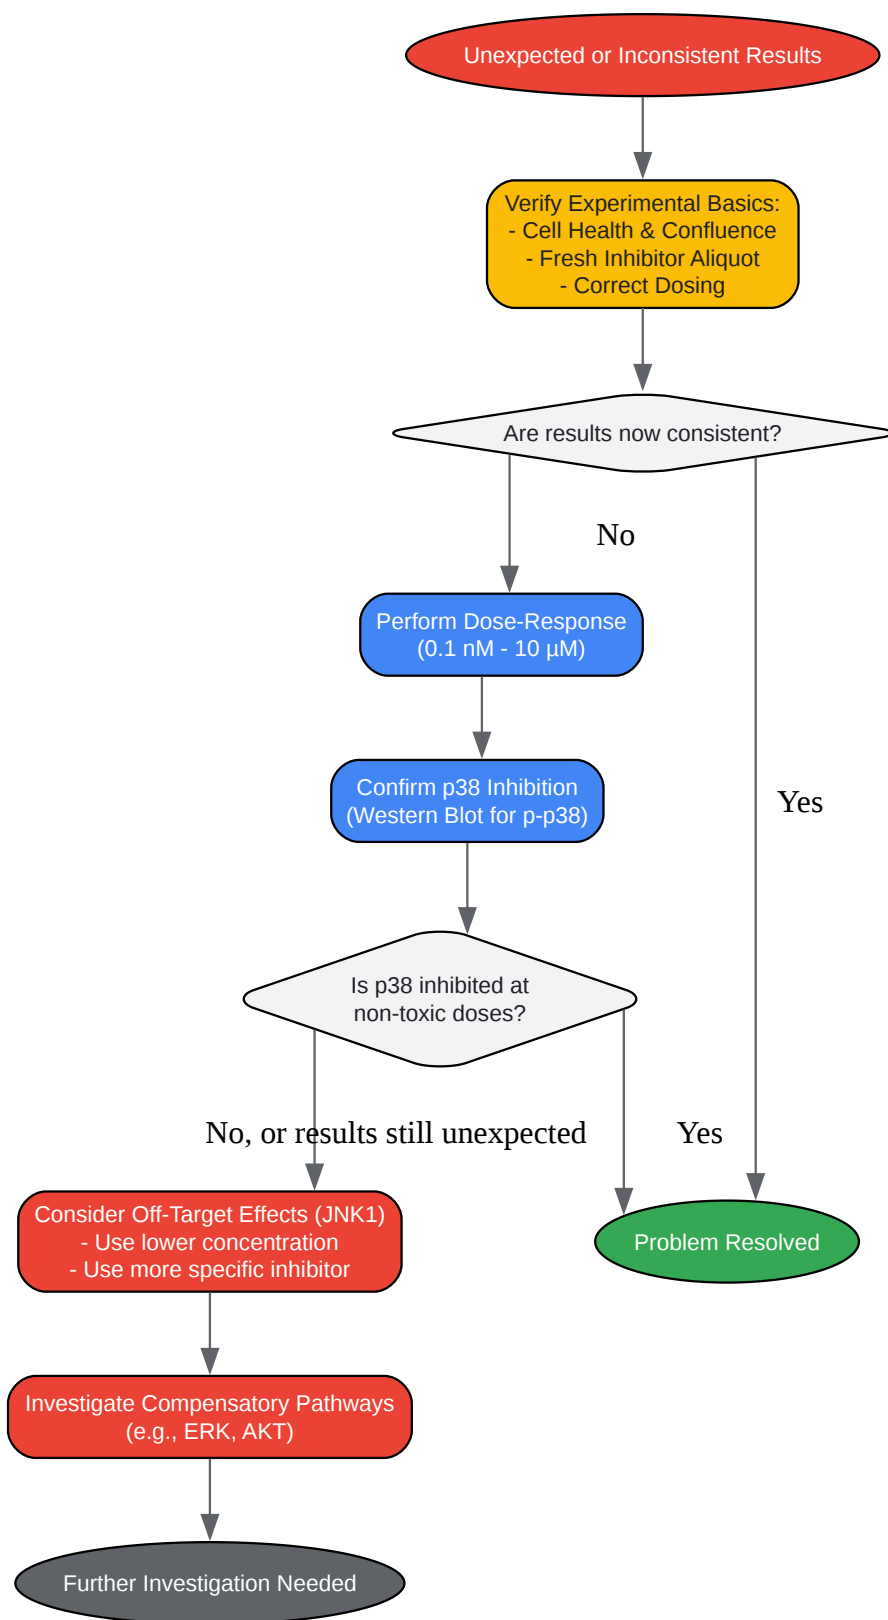 Unexpected or Inconsistent Results
Verify Experimental Basics:
- Cell Health & Confluence
- Fresh Inhibitor Aliquot
- Correct Dosing
Are results now consistent?
No
Perform Dose-Response
(0.1 nM - 10 µM)
Yes
Confirm p38 Inhibition
(Western Blot for p-p38)
Is p38 inhibited at
non-toxic doses?
No, or results still unexpected
Yes
Consider Off-Target Effects (JNK1)
- Use lower concentration
- Use more specific inhibitor
Problem Resolved
Investigate Compensatory Pathways
(e.g., ERK, AKT)
Further Investigation Needed